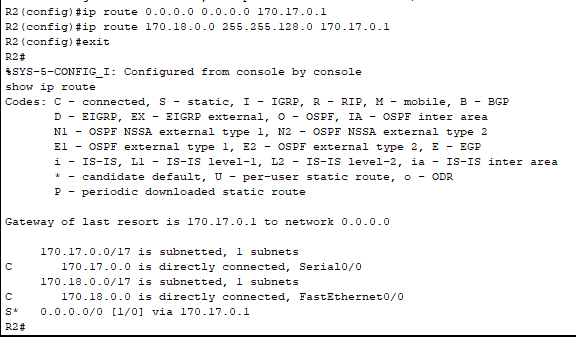 R2(config)#ip route 0.0.0.0 0.0.0.0 170.17.0.1
R2(config)#ip route 170.18.0.0 255.255.128.0 170.17.0.1
R2(config)#exit
R2#
%SYS-5-CONFIG_I: Configured from console by console
show ip route
Codes: C - connected, S - static, I - IGRP, R - RIP, M - mobile, B - BGP
D - EIGRP, EX - EIGRP external, O - OSPF, IA - OSPF inter area
N1 - OSPF NSSA external type 1, N2 - OSPF NSSA external type 2
E1 - OSPF external type 1, E2 - OSPF external type 2, E - EGP
i - IS-IS, L1 - IS-IS level-1, L2 - IS-IS level-2, ia - IS-IS inter area
* - candidate default, U - per-user static route, o - ODR
P - periodic downloaded static route
Gateway of last resort is 170.17.0.1 to network 0.0.0.0
170.17.0.0/17 is subnetted, 1 subnets
C 170.17.0.0 is directly connected, Serial0/0
170.18.0.0/17 is subnetted, 1 subnets
C 170.18.0.0 is directly connected, FastEthernet0/0
S* 0.0.0.0/0 [1/0] via 170.17.0.1
R2#